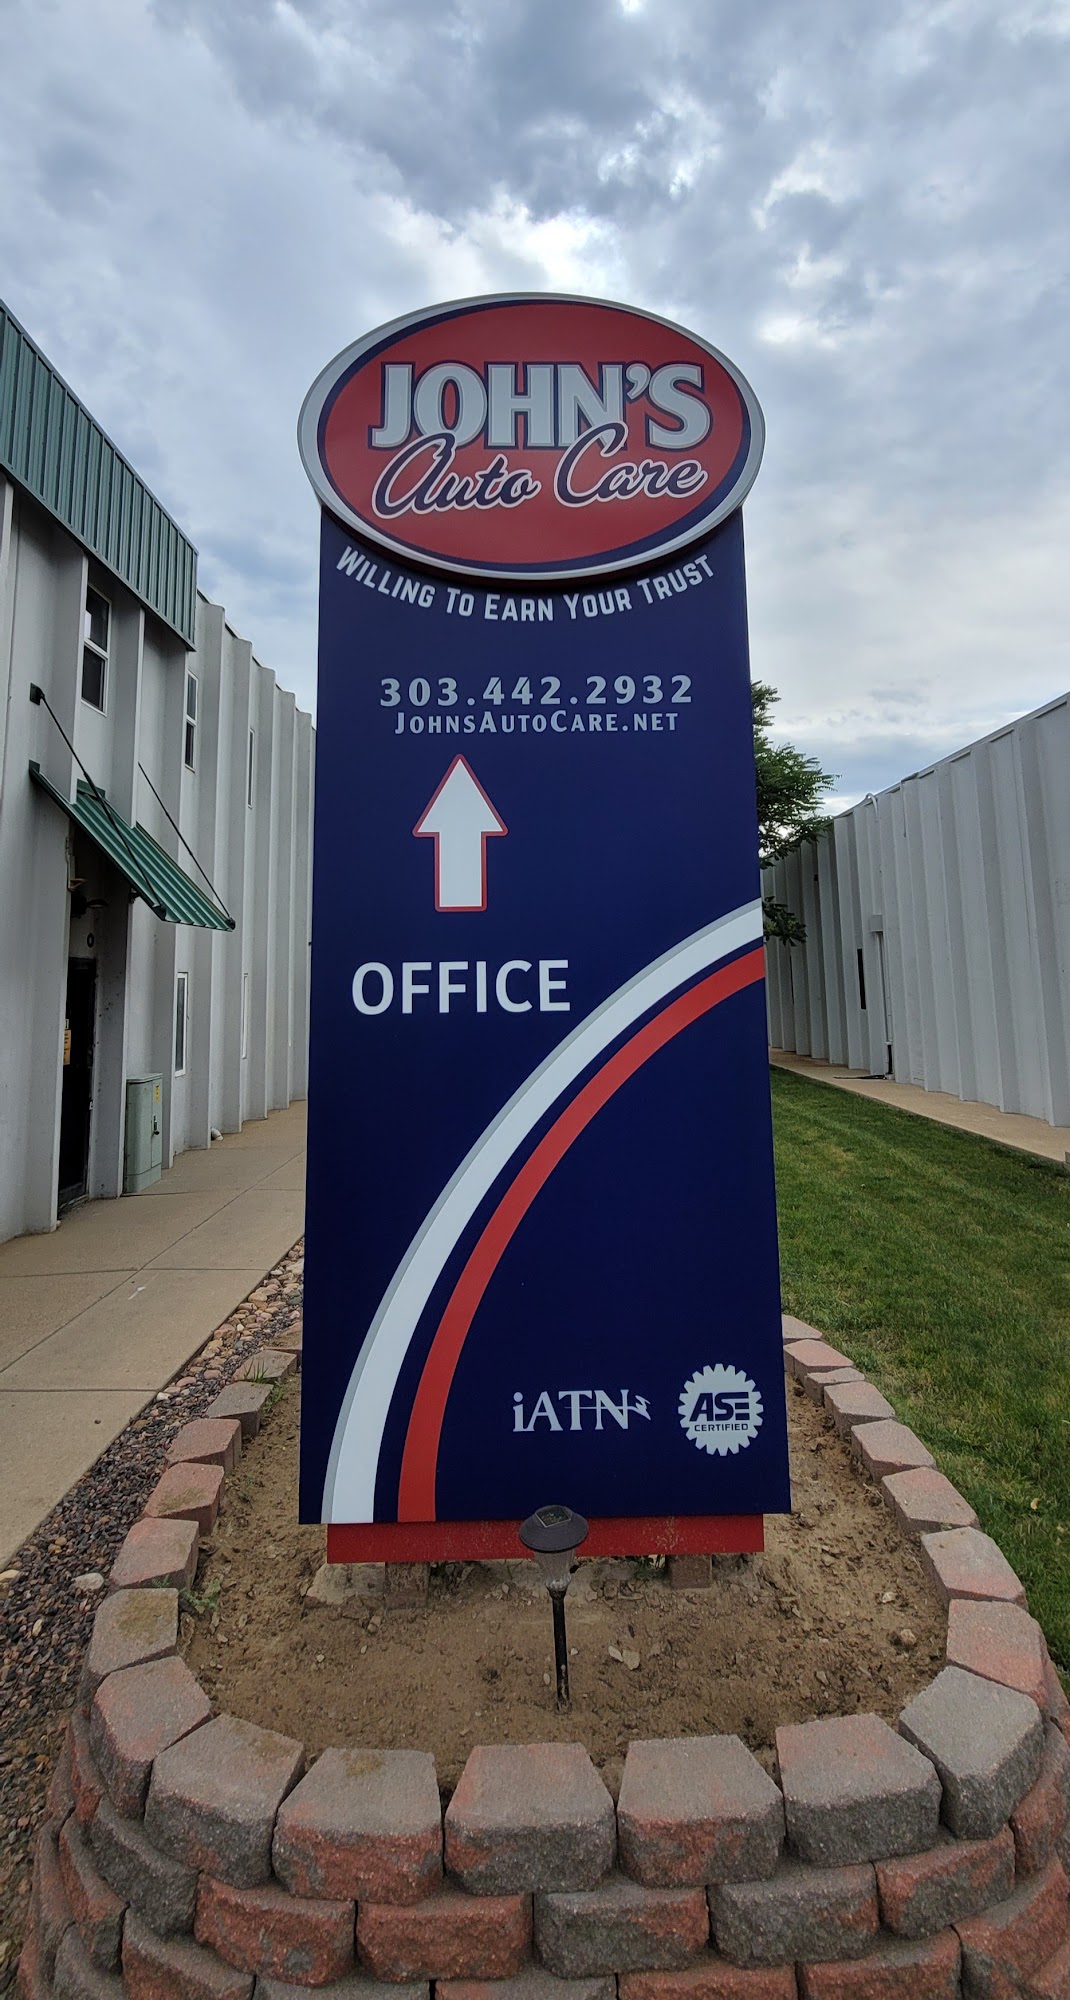 JOHN'S
Auto Care
WILLING TO EARN YOUR TRUST
303.442.2932
JOHNSAUTOCARE.NET
OFFICE
iATN
ASE
CERTIFIED